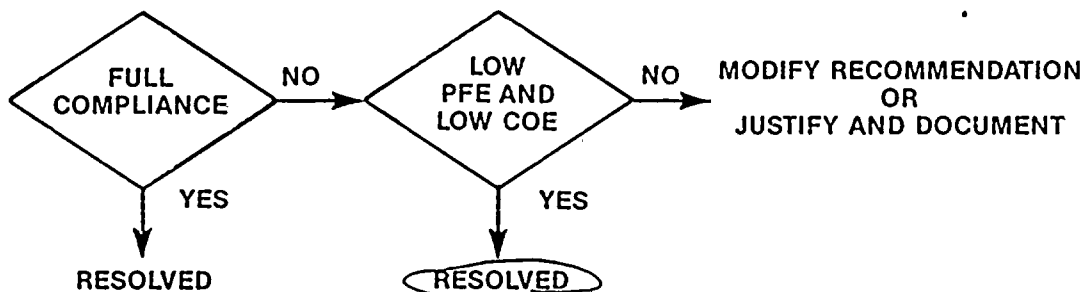 FULL
COMPLIANCE
NO
LOW
PFE AND
LOW COE
NO
MODIFY RECOMMENDATION
OR
JUSTIFY AND DOCUMENT
YES
YES
RESOLVED
RESOLVED